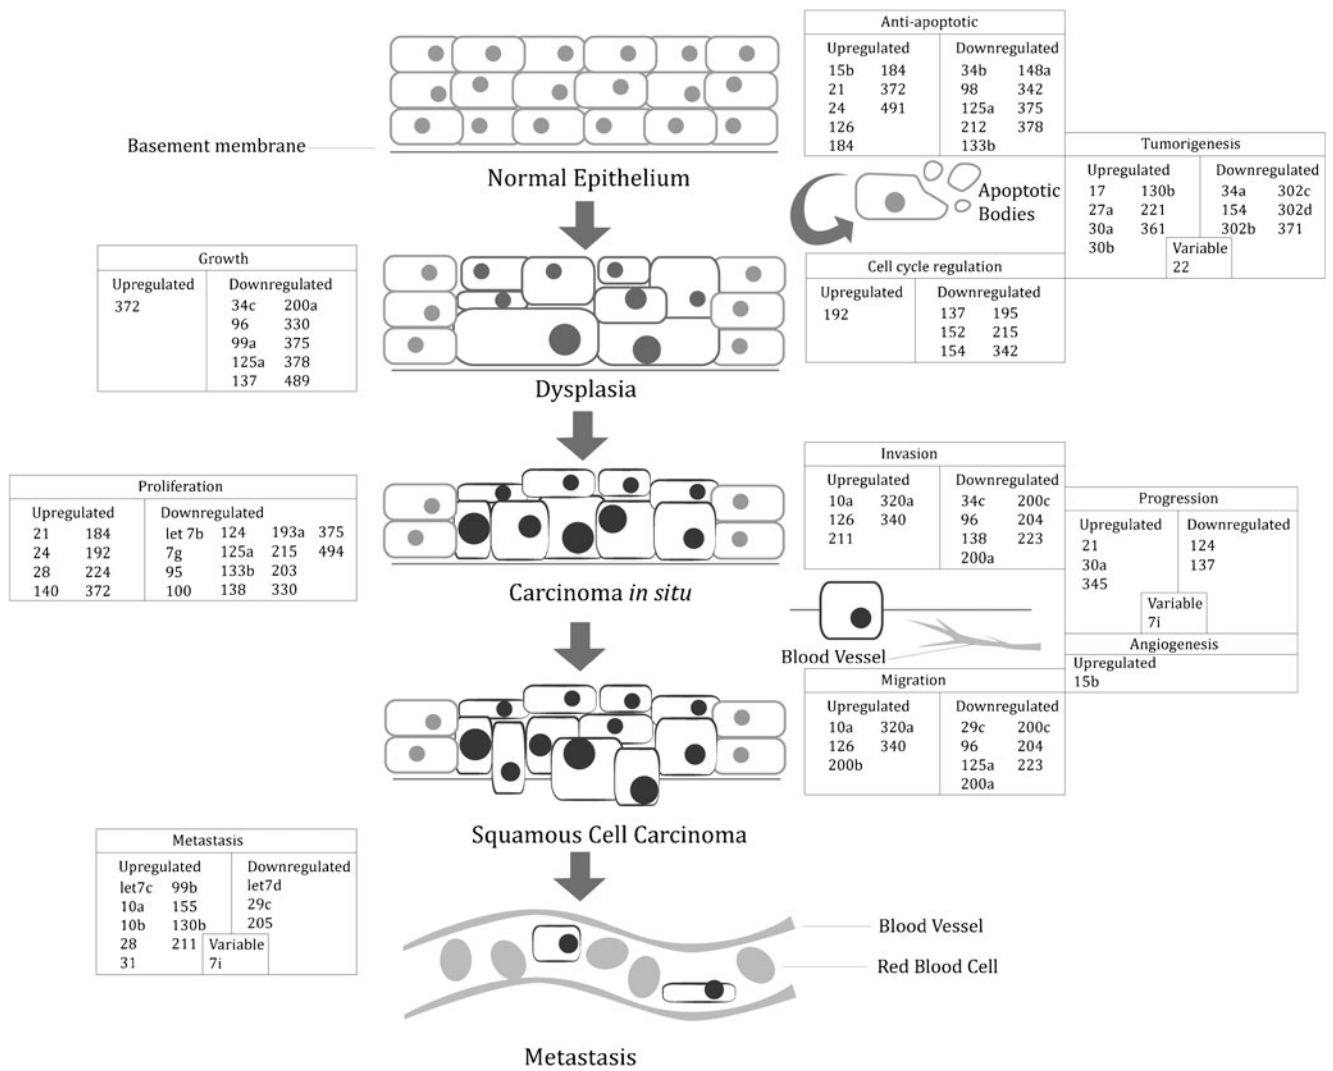 Anti-apoptotic
Upregulated Downregulated
15b 184 34b 148a
21 372 98 342
24 491 125a 375
126 212 378
184 133b
Basement membrane
Normal Epithelium
Apoptotic
Bodies
Tumorigenesis
Upregulated Downregulated
17 130b 34a 302c
27a 221 154 302d
30a 361 302b 371
30b Variable
22
Growth
Upregulated Downregulated
372 34c 200a
96 330
99a 375
125a 378
137 489
Cell cycle regulation
Upregulated Downregulated
192 137 195
152 215
154 342
Dysplasia
Proliferation
Upregulated Downregulated
21 184 let 7b 124 193a 375
24 192 7g 125a 215 494
28 224 95 133b 203
140 372 100 138 330
Invasion
Upregulated Downregulated
10a 320a 34c 200c
126 340 96 204
211 138 223
200a
Progression
Upregulated Downregulated
21 124
30a 137
345
Variable
7i
Carcinoma in situ
Blood Vessel
Angiogenesis
Upregulated
15b
Migration
Upregulated Downregulated
10a 320a 29c 200c
126 340 96 204
200b 125a 223
200a
Squamous Cell Carcinoma
Metastasis
Upregulated Downregulated
let7c 99b let7d
10a 155 29c
10b 130b 205
28 211 Variable
31 7i
Blood Vessel
Red Blood Cell
Metastasis